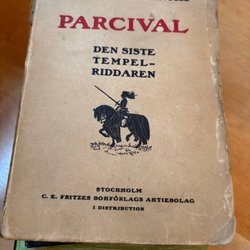 PARCIVAL
DEN SISTE
TEMPEL-
RIDDAREN
STOCKHOLM
C. E. FRITZES BOKFÖRLAGS AKTIEBOLAG
I DISTRIBUTION